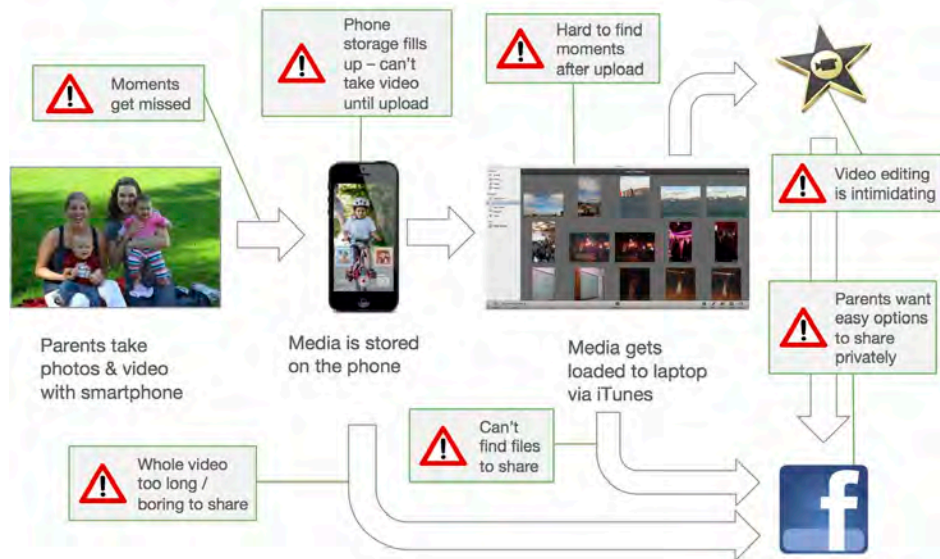 Moments
get missed
Phone
storage fills
up – can't
take video
until upload
Hard to find
moments
after upload
Video editing
is intimidating
Parents take
photos & video
with smartphone
Media is stored
on the phone
Media gets
loaded to laptop
via iTunes
Parents want
easy options
to share
privately
Whole video
too long /
boring to share
Can't
find files
to share
f